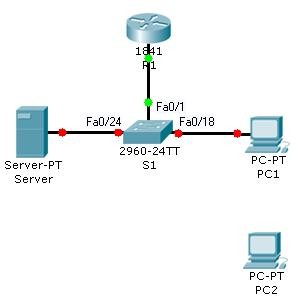 1841
R1
Fa0/1
Fa0/24
Fa0/18
Server-PT
Server
2960-24TT
S1
PC-PT
PC1
PC-PT
PC2